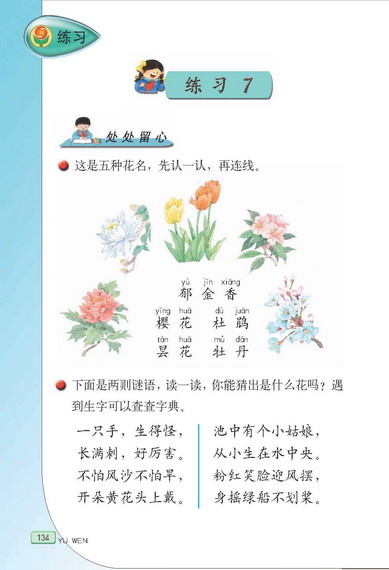 练习
练习 7
处处留心
这是五种花名，先认一认，再连线。
yù jīn xiāng
郁金香
yīng huā dù juān
樱花 杜鹃
tán huā mǔ dān
昙花 牡丹
下面是两则谜语，读一读，你能猜出是什么花吗？遇
到生字可以查查字典。
一只手，生得怪，
长满刺，好厉害。
不怕风沙不怕旱，
开朵黄花头上戴。
池中有个小姑娘，
从小生在水中央。
粉红笑脸迎风摆，
身摇绿船不划桨。
134 YU WEN